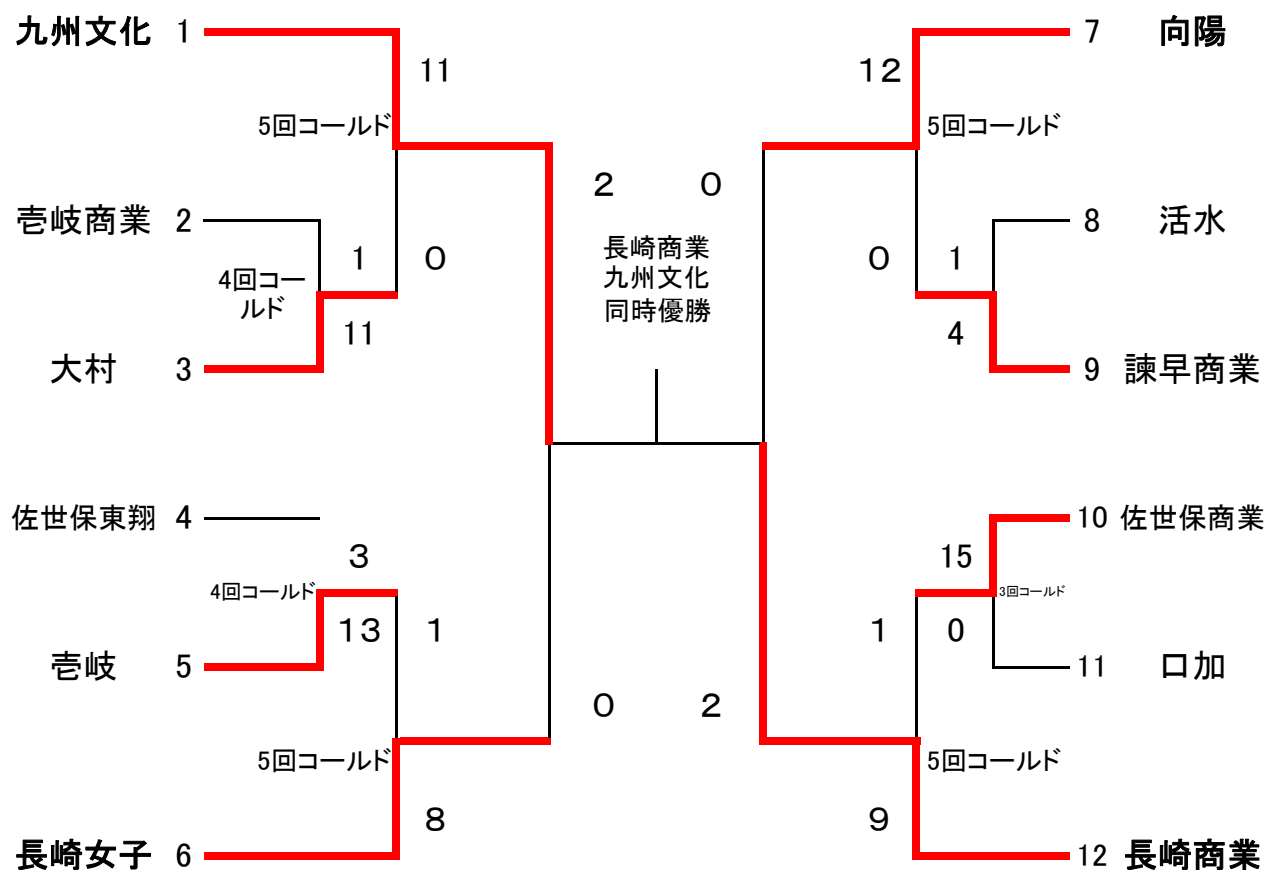 九州文化 1
7 向陽
11
12
5回コールド
5回コールド
2 0
壱岐商業 2
8 活水
1
0
0
1
長崎商業
九州文化
同時優勝
4回コー
ルド
11
4
大村 3
9 諫早商業
佐世保東翔 4
10 佐世保商業
3
15
4回コールド
3回コールド
13
1
1
0
壱岐 5
11 口加
0 2
5回コールド
5回コールド
8
9
長崎女子 6
12 長崎商業